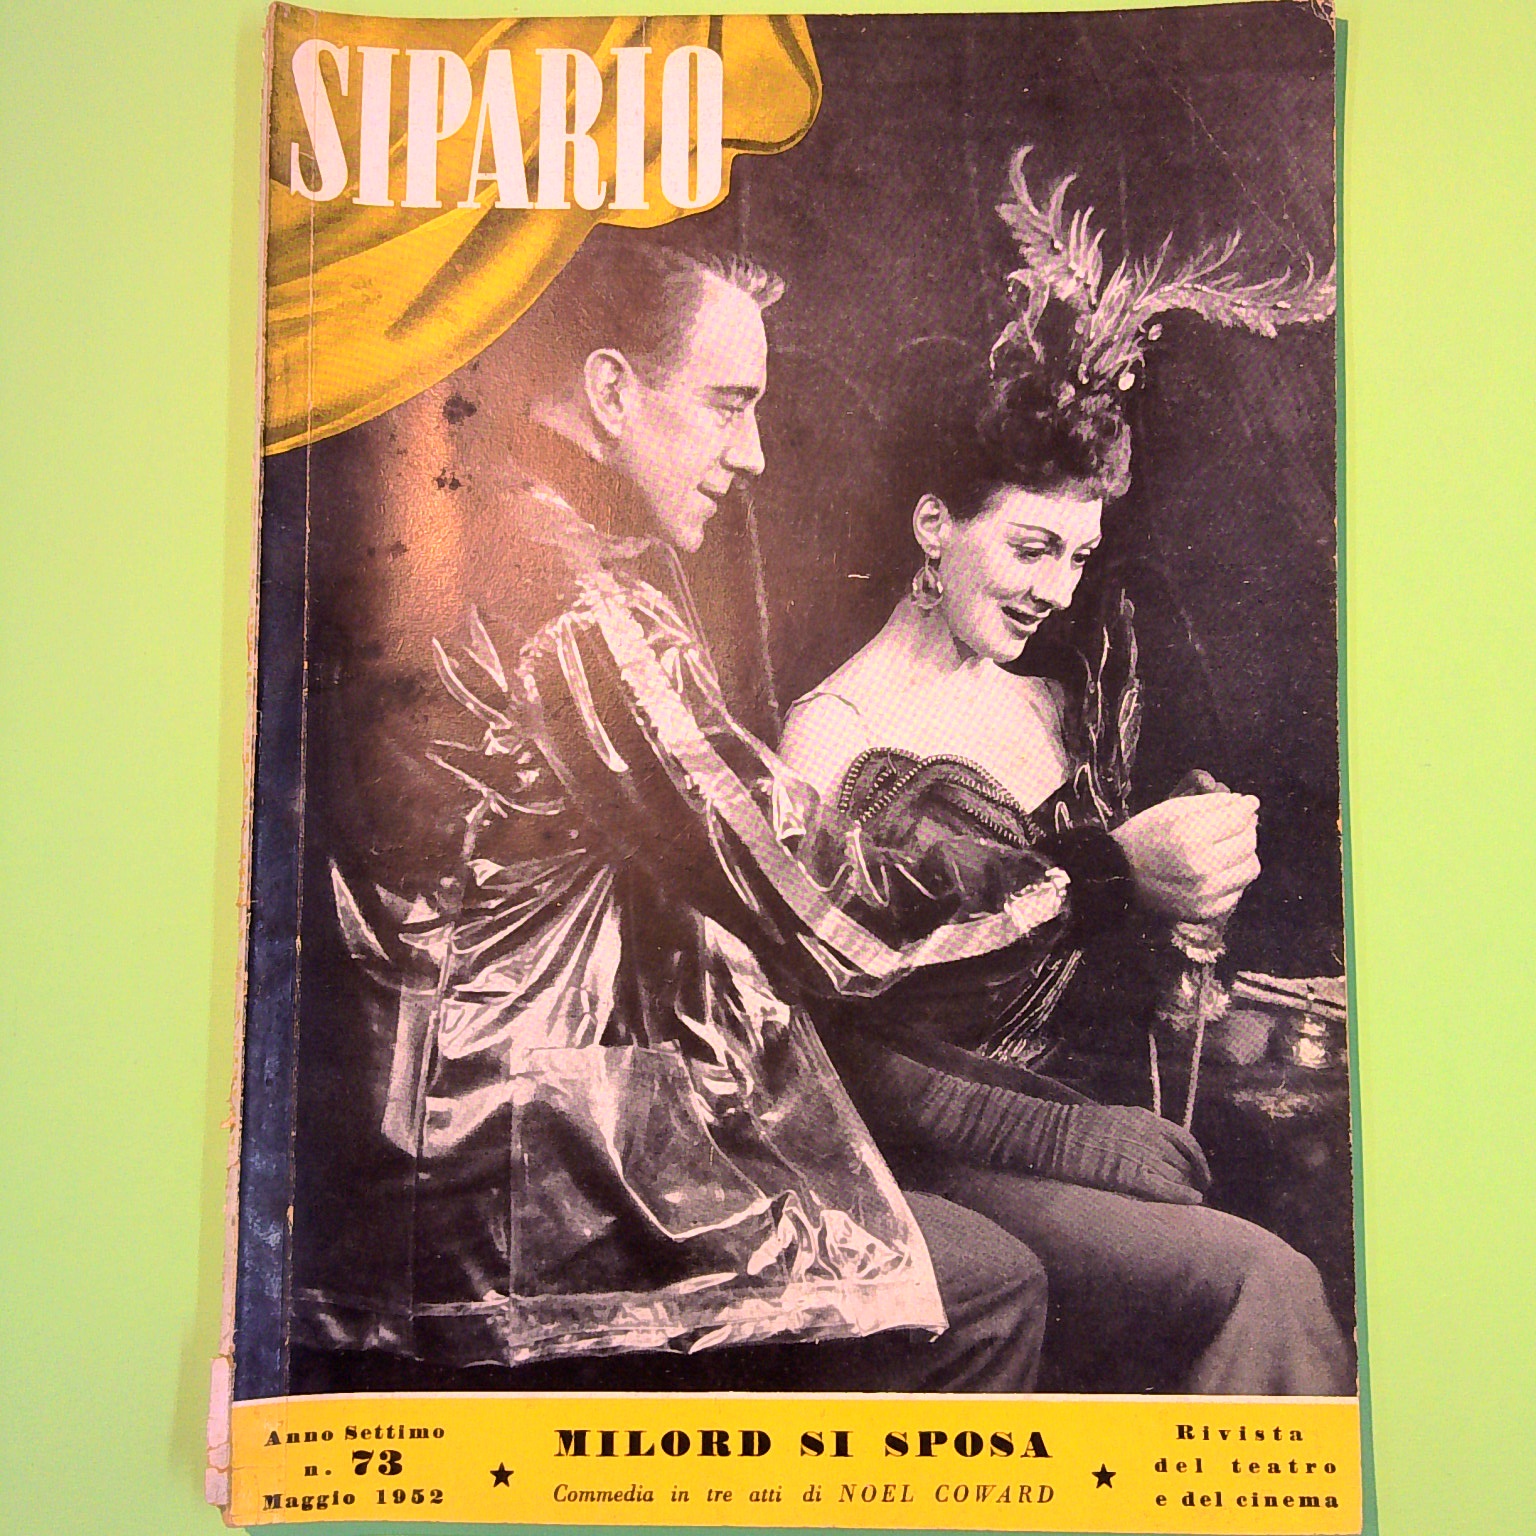 SIPARIO
Anno Settimo
n. 73
Maggio 1952
MILORD SI SPOSA
Commedia in tre atti di NOEL COWARD
Rivista
del teatro
e del cinema